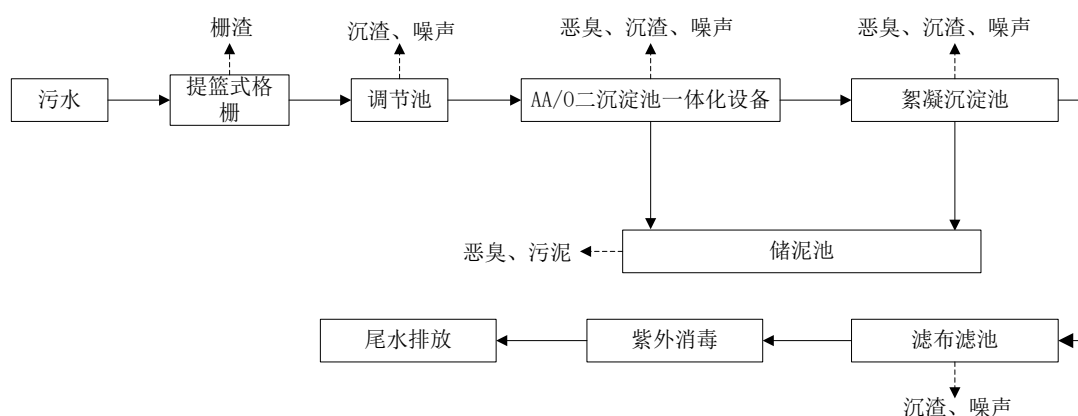 栅渣
沉渣、噪声
恶臭、沉渣、噪声
恶臭、沉渣、噪声
污水
提篮式格
栅
调节池
AA/O二沉淀池一体化设备
絮凝沉淀池
恶臭、污泥
储泥池
尾水排放
紫外消毒
滤布滤池
沉渣、噪声